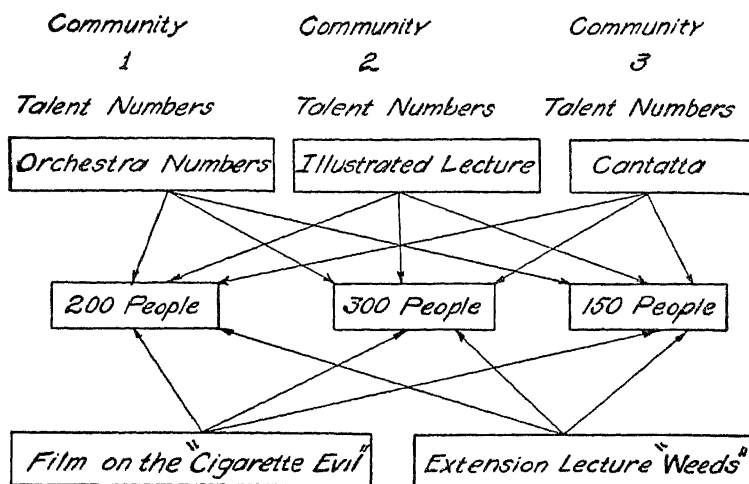 Community Community Community
1 2 3
Talent Numbers Talent Numbers Talent Numbers
Orchestra Numbers Illustrated Lecture Cantatta
200 People 300 People 150 People
Film on the "Cigarette Evil" Extension Lecture "Weeds"